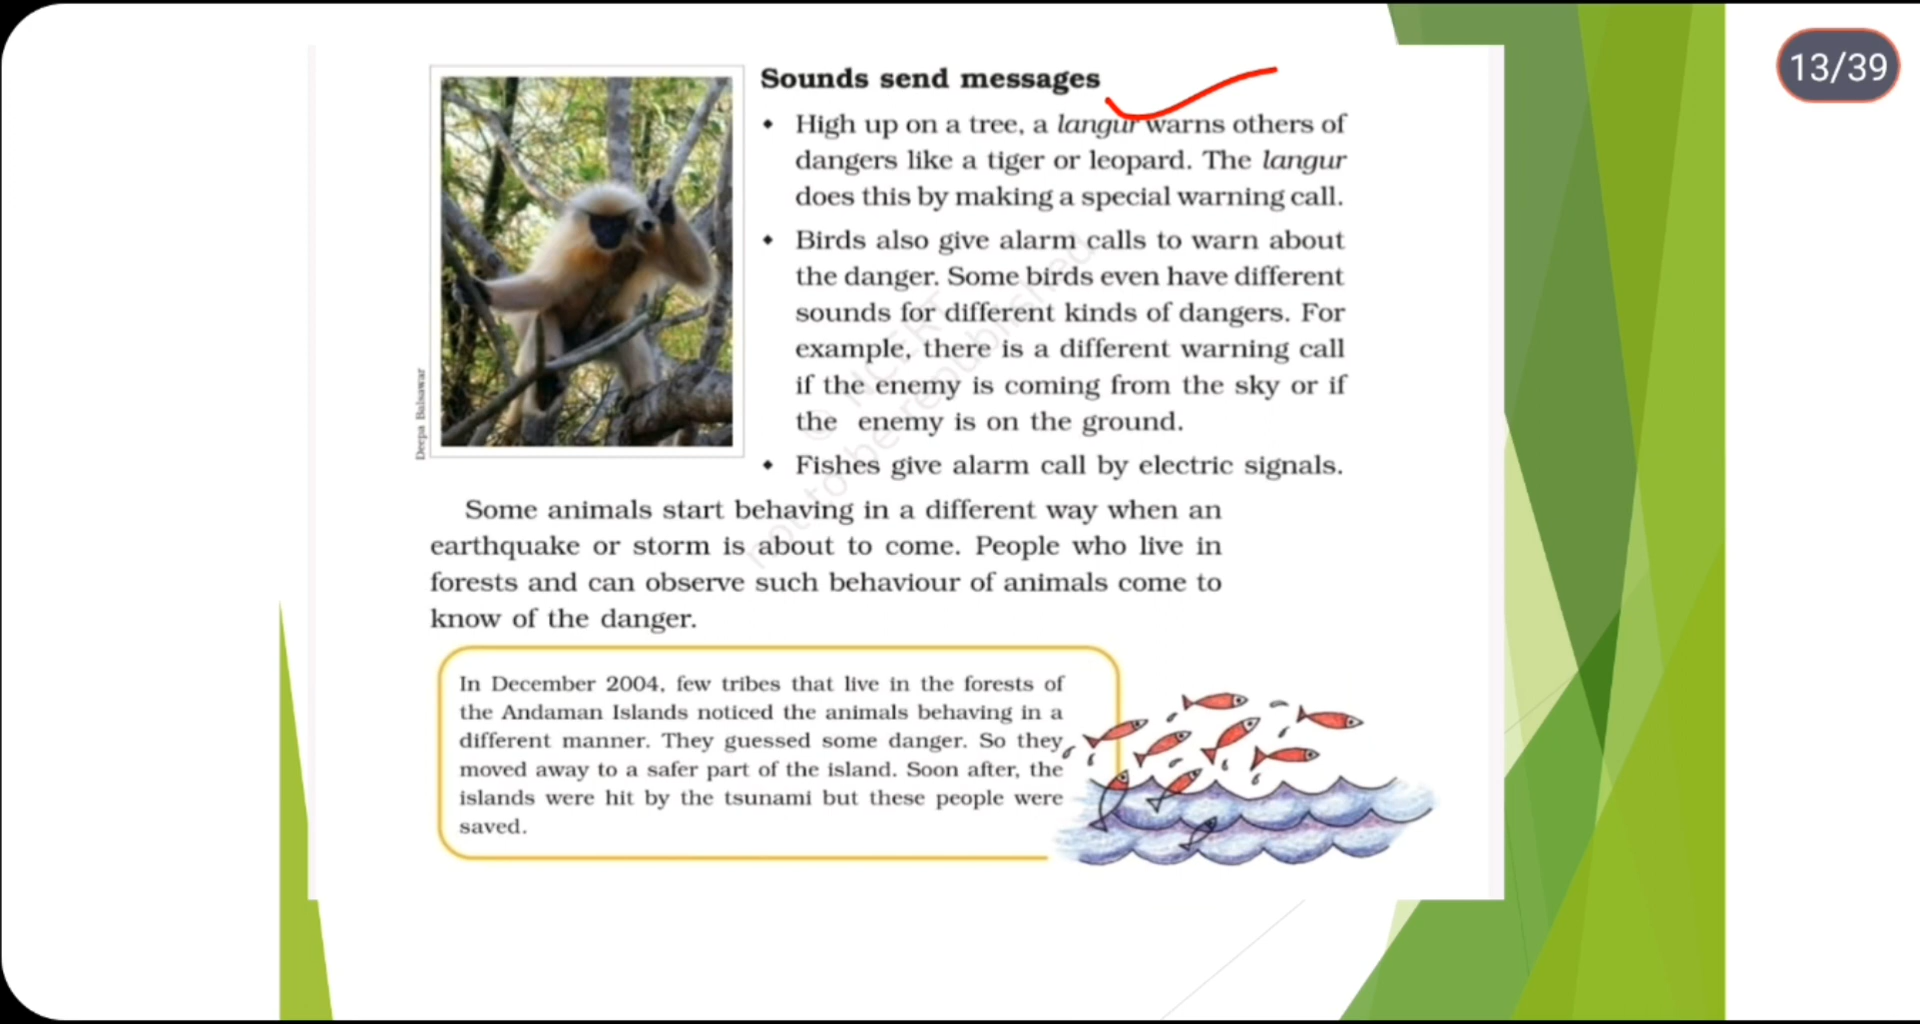 13/39
Sounds send messages
• High up on a tree, a langur warns others of
dangers like a tiger or leopard. The langur
does this by making a special warning call.
• Birds also give alarm calls to warn about
the danger. Some birds even have different
sounds for different kinds of dangers. For
example, there is a different warning call
if the enemy is coming from the sky or if
the enemy is on the ground.
• Fishes give alarm call by electric signals.
Deepa Balsawar
Some animals start behaving in a different way when an
earthquake or storm is about to come. People who live in
forests and can observe such behaviour of animals come to
know of the danger.
In December 2004, few tribes that live in the forests of
the Andaman Islands noticed the animals behaving in a
different manner. They guessed some danger. So they
moved away to a safer part of the island. Soon after, the
islands were hit by the tsunami but these people were
saved.
© NCERT
not to be republished